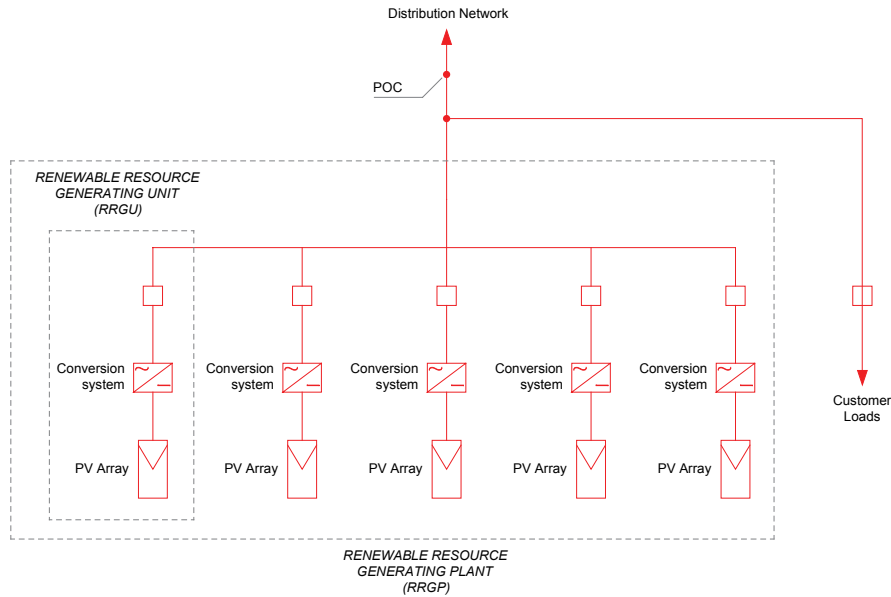 Distribution Network
POC
RENEWABLE RESOURCE
GENERATING UNIT
(RRGU)
Conversion
system
Conversion
system
Conversion
system
Conversion
system
Conversion
system
Customer
Loads
PV Array
PV Array
PV Array
PV Array
PV Array
RENEWABLE RESOURCE
GENERATING PLANT
(RRGP)